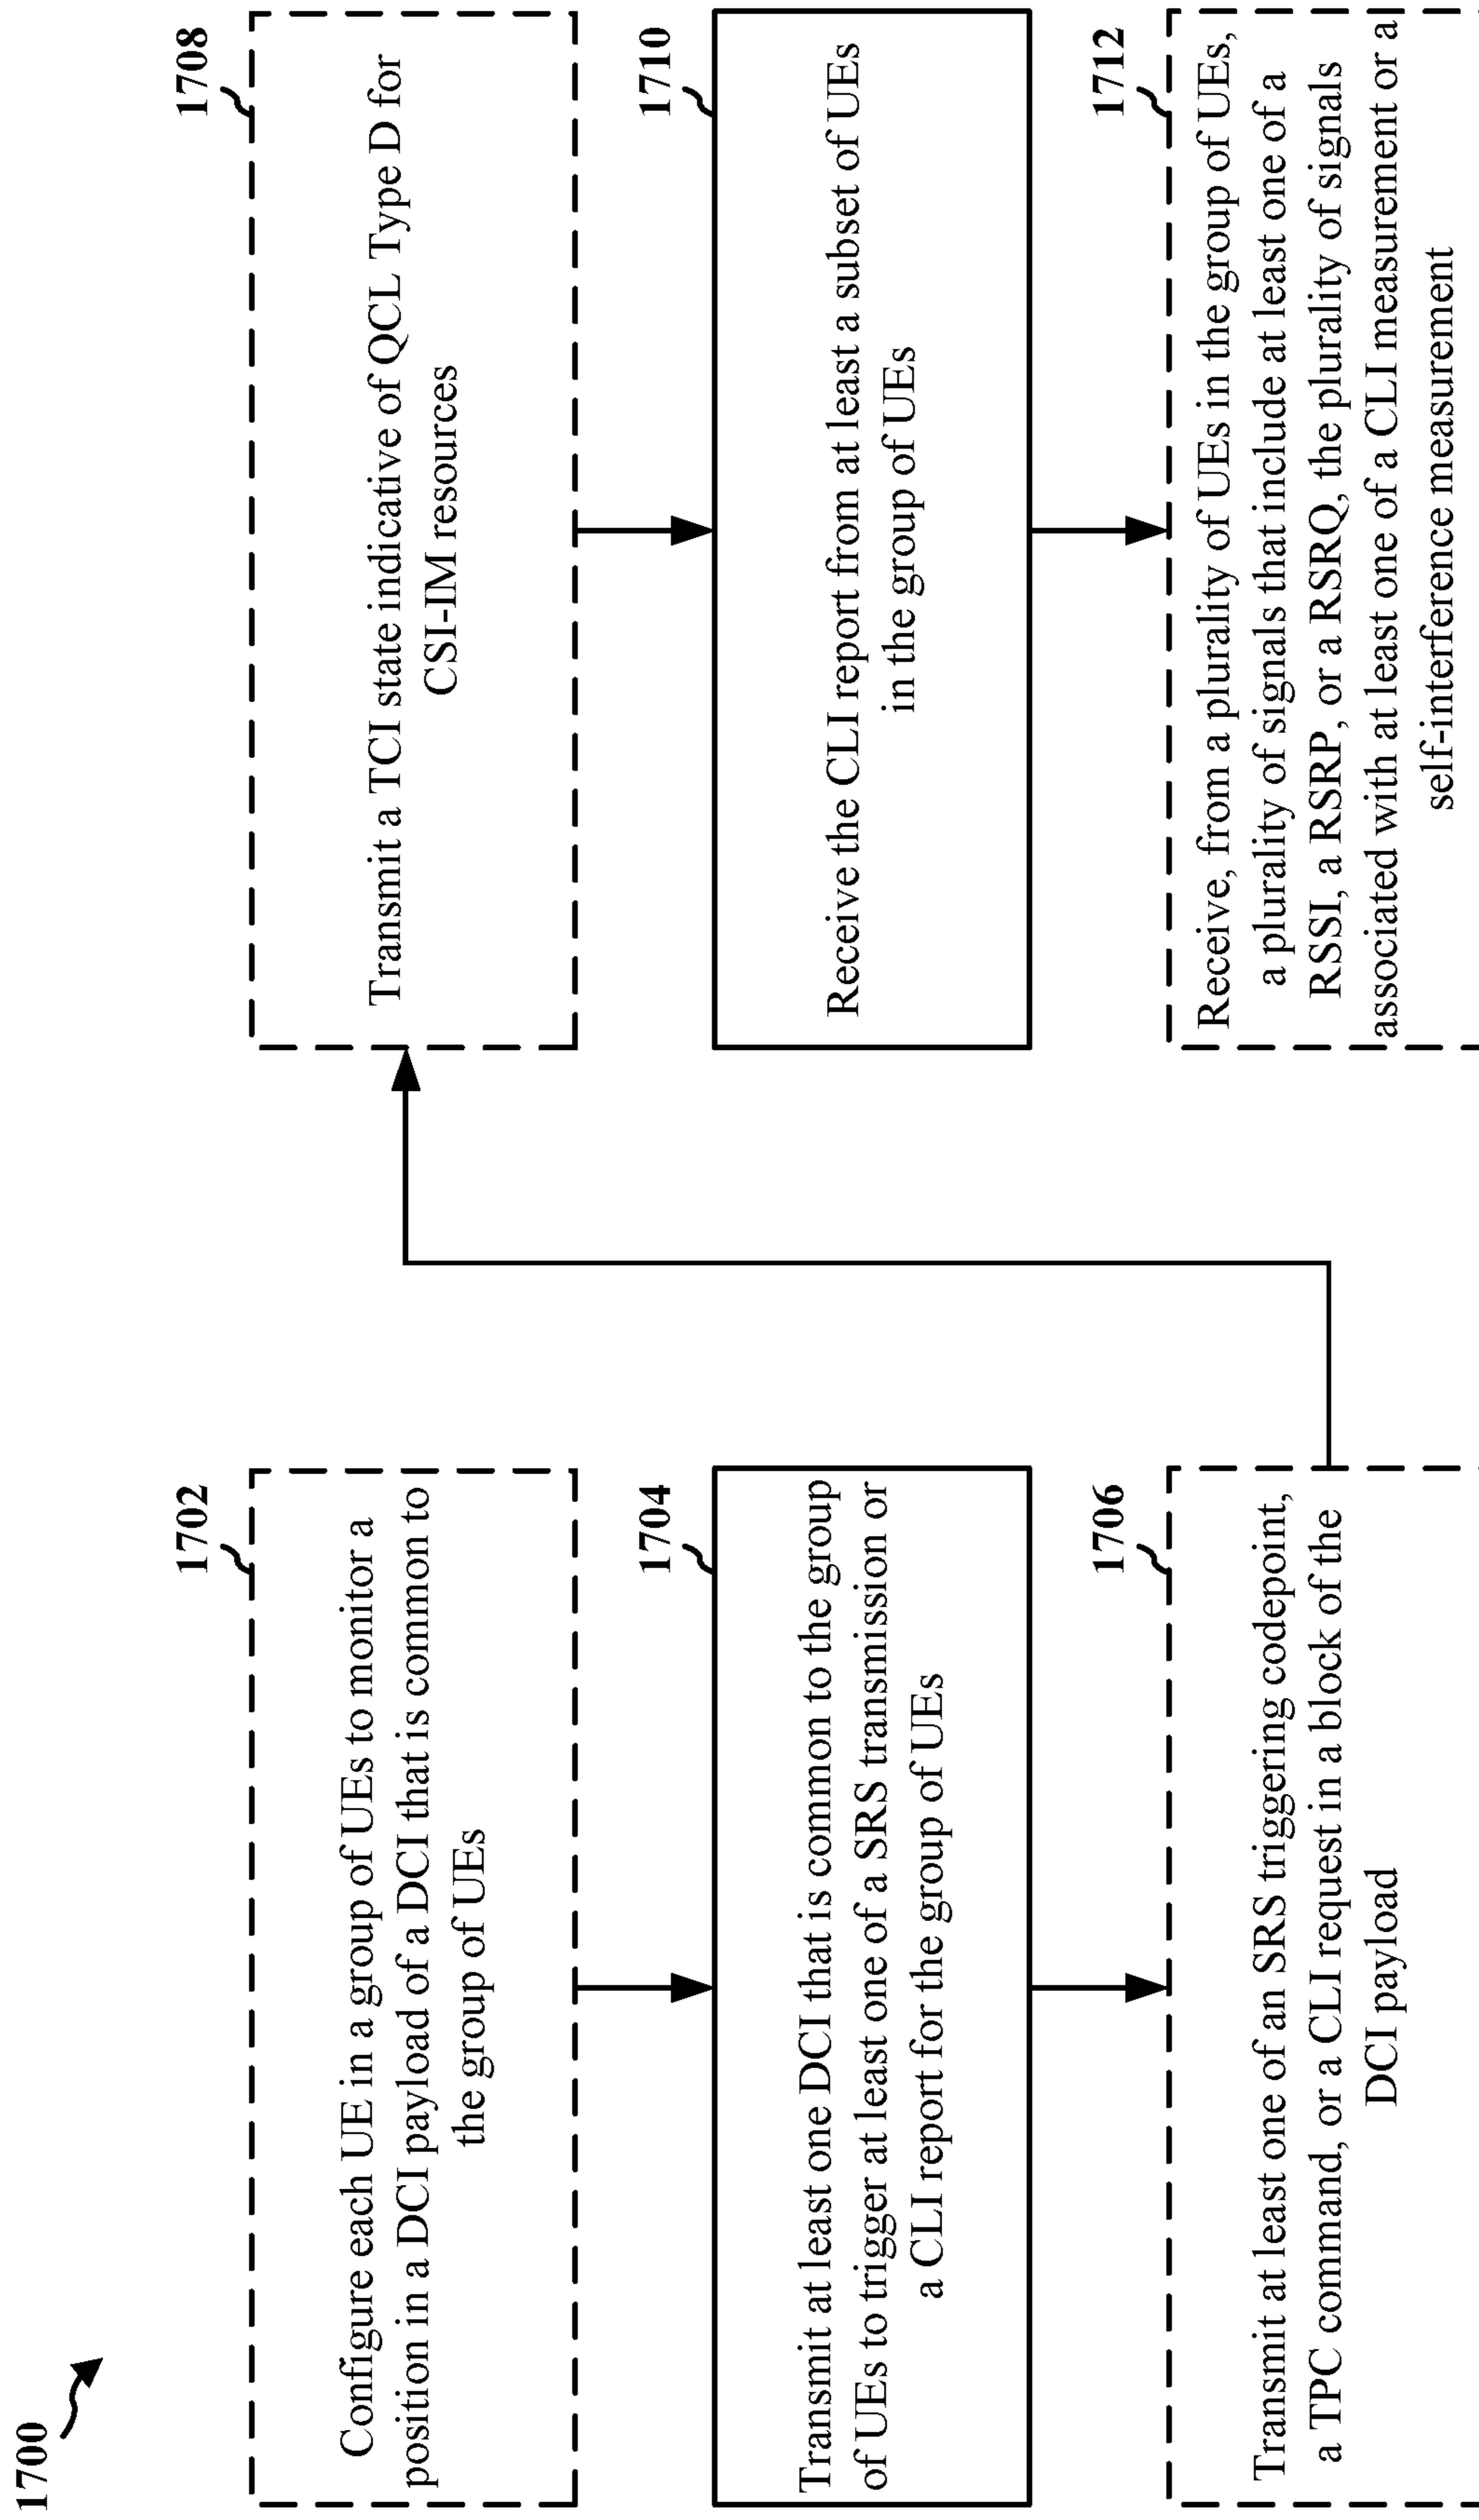 1700
1702
Configure each UE in a group of UEs to monitor a
position in a DCI payload of a DCI that is common to
the group of UEs
1704
Transmit at least one DCI that is common to the group
of UEs to trigger at least one of a SRS transmission or
a CLI report for the group of UEs
1706
Transmit at least one of an SRS triggering codepoint,
a TPC command, or a CLI request in a block of the
DCI payload
1708
Transmit a TCI state indicative of QCL Type D for
CSI-IM resources
1710
Receive the CLI report from at least a subset of UEs
in the group of UEs
1712
Receive, from a plurality of UEs in the group of UEs,
a plurality of signals that include at least one of a
RSSI, a RSRP, or a RSRQ, the plurality of signals
associated with at least one of a CLI measurement or a
self-interference measurement